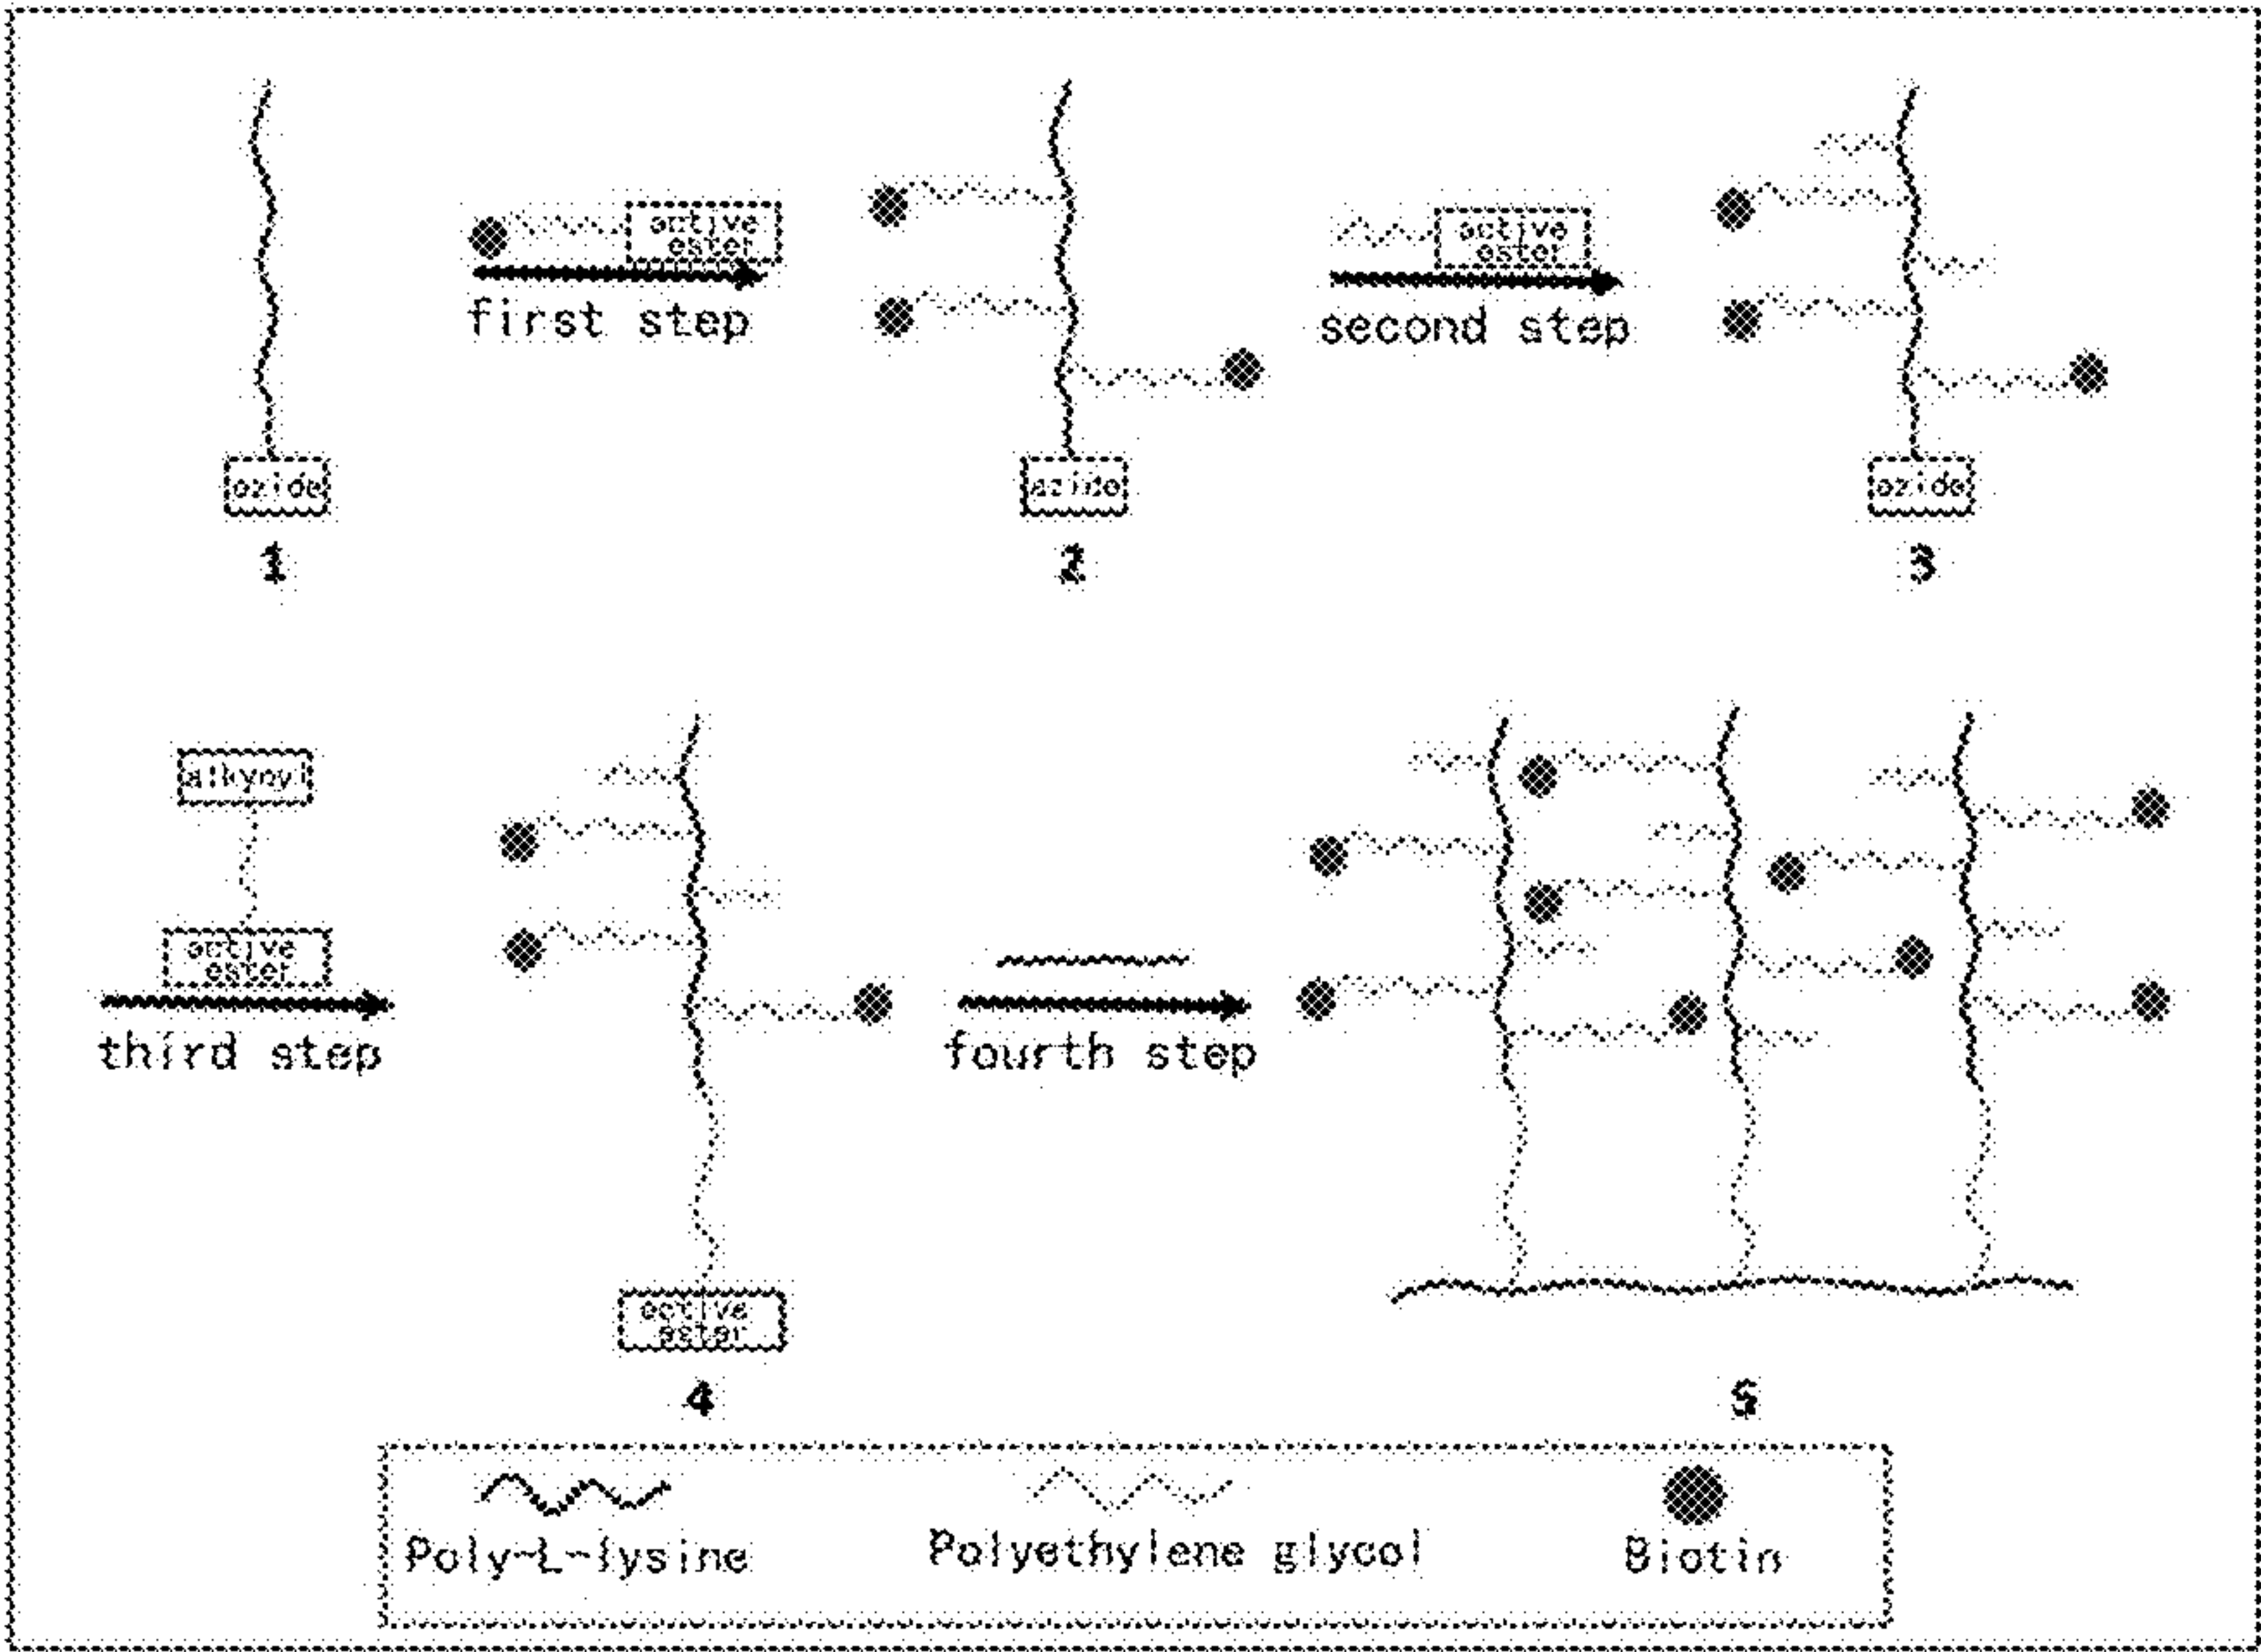 active
ester
first step
active
ester
second step
azide
azide
azide
1
2
3
alkynyl
active
ester
third step
fourth step
active
ester
4
5
Poly-L-lysine
Polyethylene glycol
Biotin